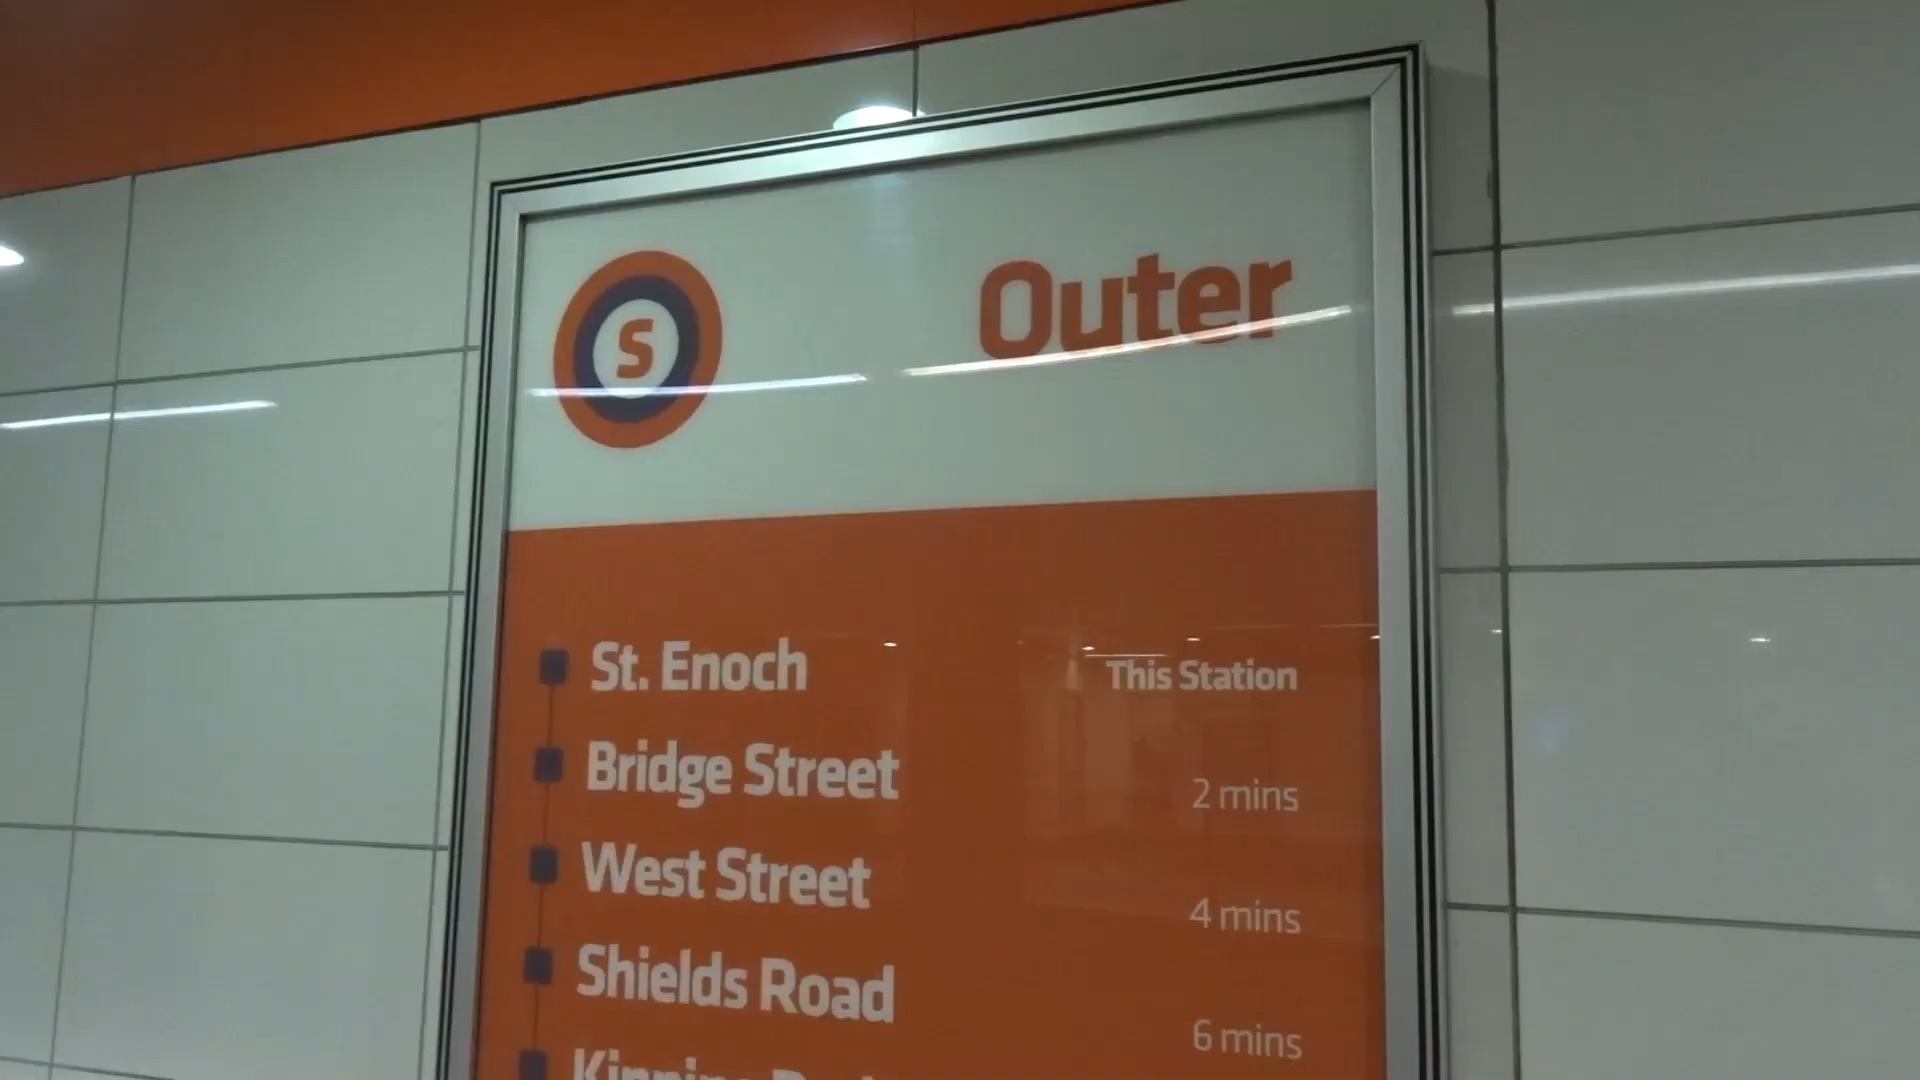 S
Outer
St. Enoch This Station
Bridge Street 2 mins
West Street 4 mins
Shields Road 6 mins